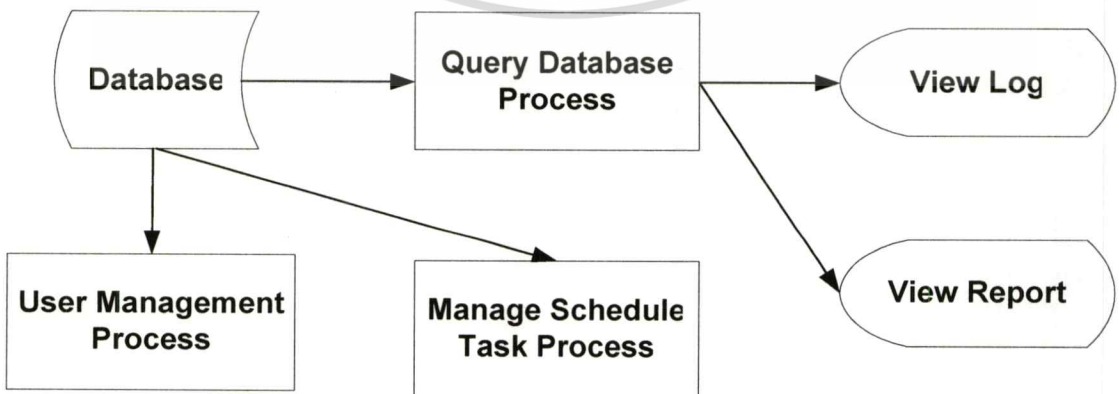 Database
Query Database
Process
View Log
User Management
Process
Manage Schedule
Task Process
View Report